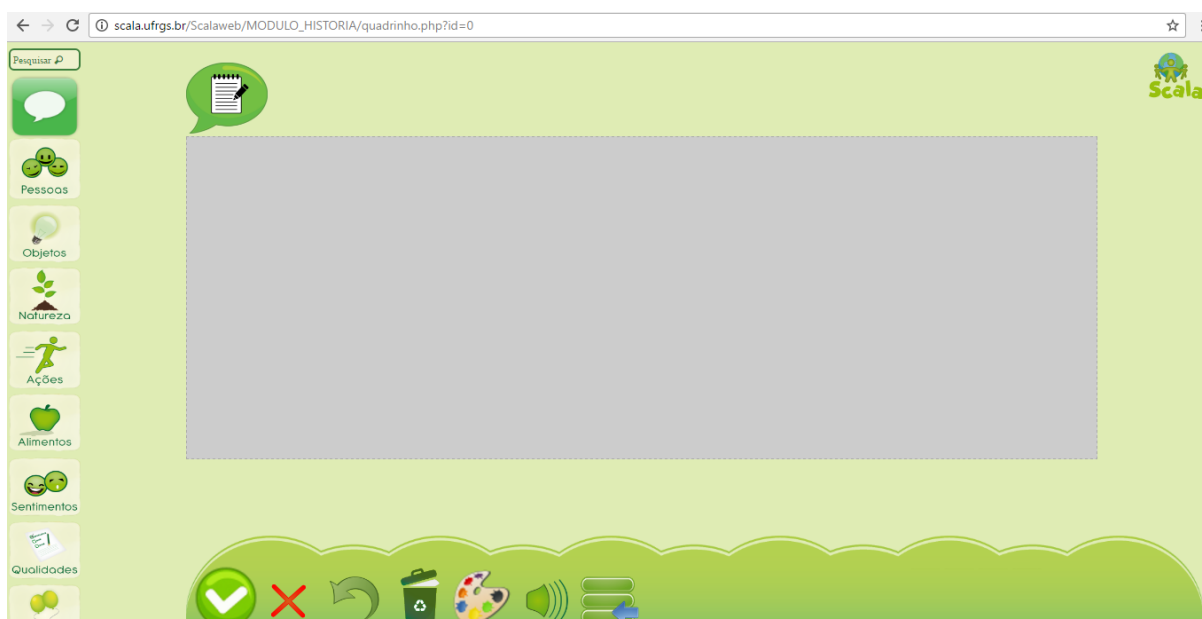 scala.ufrgs.br/Scalaweb/MODULO_HISTORIA/quadrinho.php?id=0
Pesquisar
Scala
Pessoas
Objetos
Natureza
Ações
Alimentos
Sentimentos
Qualidades